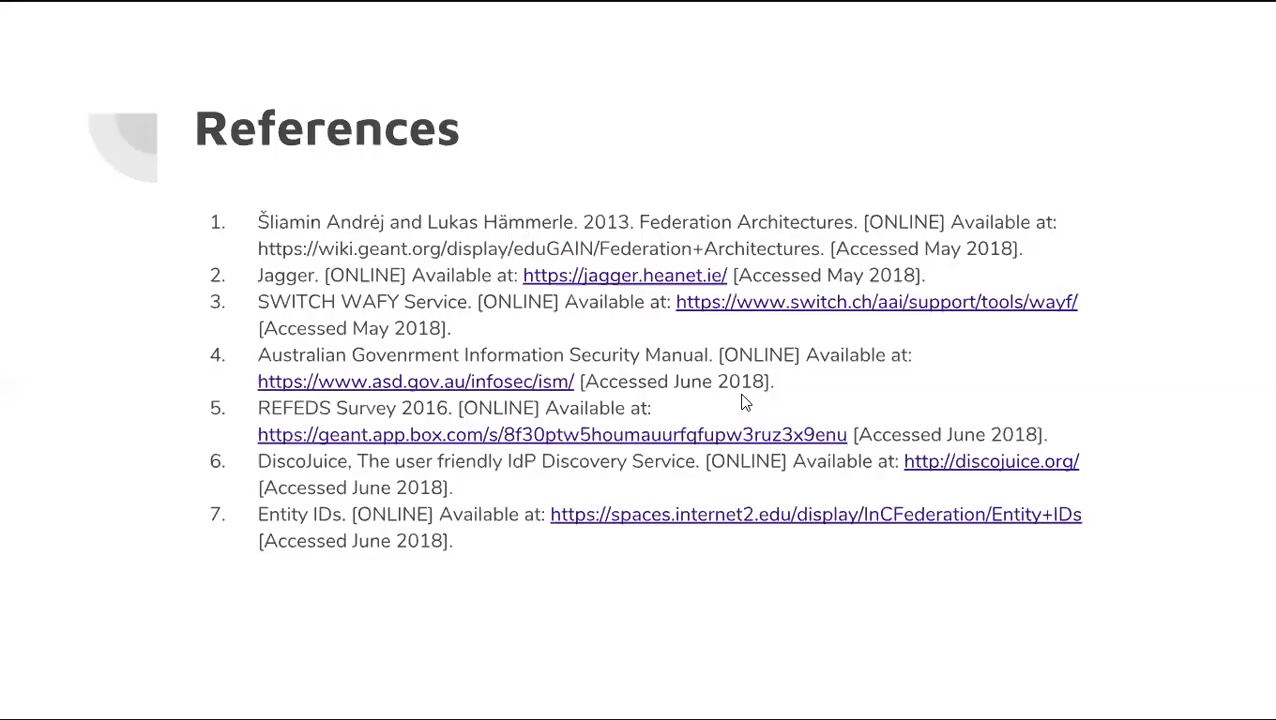 References
1. Šliamin Andrėj and Lukas Hämmerle. 2013. Federation Architectures. [ONLINE] Available at:
https://wiki.geant.org/display/eduGAIN/Federation+Architectures. [Accessed May 2018].
2. Jagger. [ONLINE] Available at: https://jagger.heanet.ie/ [Accessed May 2018].
3. SWITCH WAFY Service. [ONLINE] Available at: https://www.switch.ch/aai/support/tools/wayf/
[Accessed May 2018].
4. Australian Govenrment Information Security Manual. [ONLINE] Available at:
https://www.asd.gov.au/infosec/ism/ [Accessed June 2018].
5. REFEDS Survey 2016. [ONLINE] Available at:
https://geant.app.box.com/s/8f30ptw5houmauurfqfupw3ruz3x9enu [Accessed June 2018].
6. DiscoJuice, The user friendly IdP Discovery Service. [ONLINE] Available at: http://discojuice.org/
[Accessed June 2018].
7. Entity IDs. [ONLINE] Available at: https://spaces.internet2.edu/display/InCFederation/Entity+IDs
[Accessed June 2018].